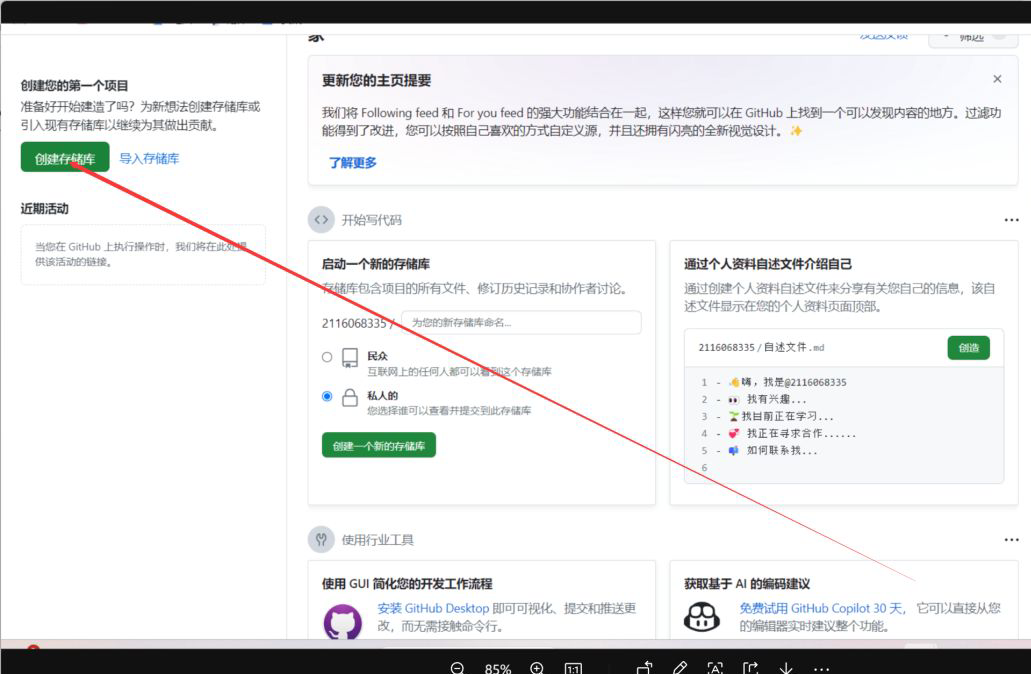 家
发送反馈
筛选
创建您的第一个项目
准备好开始建造了吗？为新想法创建存储库或
引入现有存储库以继续为其做出贡献。
创建存储库
导入存储库
近期活动
当您在 GitHub 上执行操作时，我们将在此处提
供该活动的链接。
更新您的主页提要
我们将 Following feed 和 For you feed 的强大功能结合在一起，这样您就可以在 GitHub 上找到一个可以发现内容的地方。过滤功
能得到了改进，您可以按照自己喜欢的方式自定义源，并且还拥有闪亮的全新视觉设计。✨
了解更多
开始写代码
启动一个新的存储库
存储库包含项目的所有文件、修订历史记录和协作者讨论。
2116068335 / 为您的新存储库命名...
民众
互联网上的任何人都可以看到这个存储库
私人的
您选择谁可以查看并提交到此存储库
创建一个新的存储库
通过个人资料自述文件介绍自己
通过创建个人资料自述文件来分享有关您自己的信息，该自
述文件显示在您的个人资料页面顶部。
2116068335 / 自述文件.md
创造
1 - 👋嗨，我是@2116068335
2 - 👀 我有兴趣...
3 - 🌱我目前正在学习...
4 - 💞️ 我正在寻求合作......
5 - 📫 如何联系我...
6
使用行业工具
使用 GUI 简化您的开发工作流程
安装 GitHub Desktop 即可可视化、提交和推送更
改，而无需接触命令行。
获取基于 AI 的编码建议
免费试用 GitHub Copilot 30 天， 它可以直接从您
的编辑器实时建议整个功能。
85%
1:1